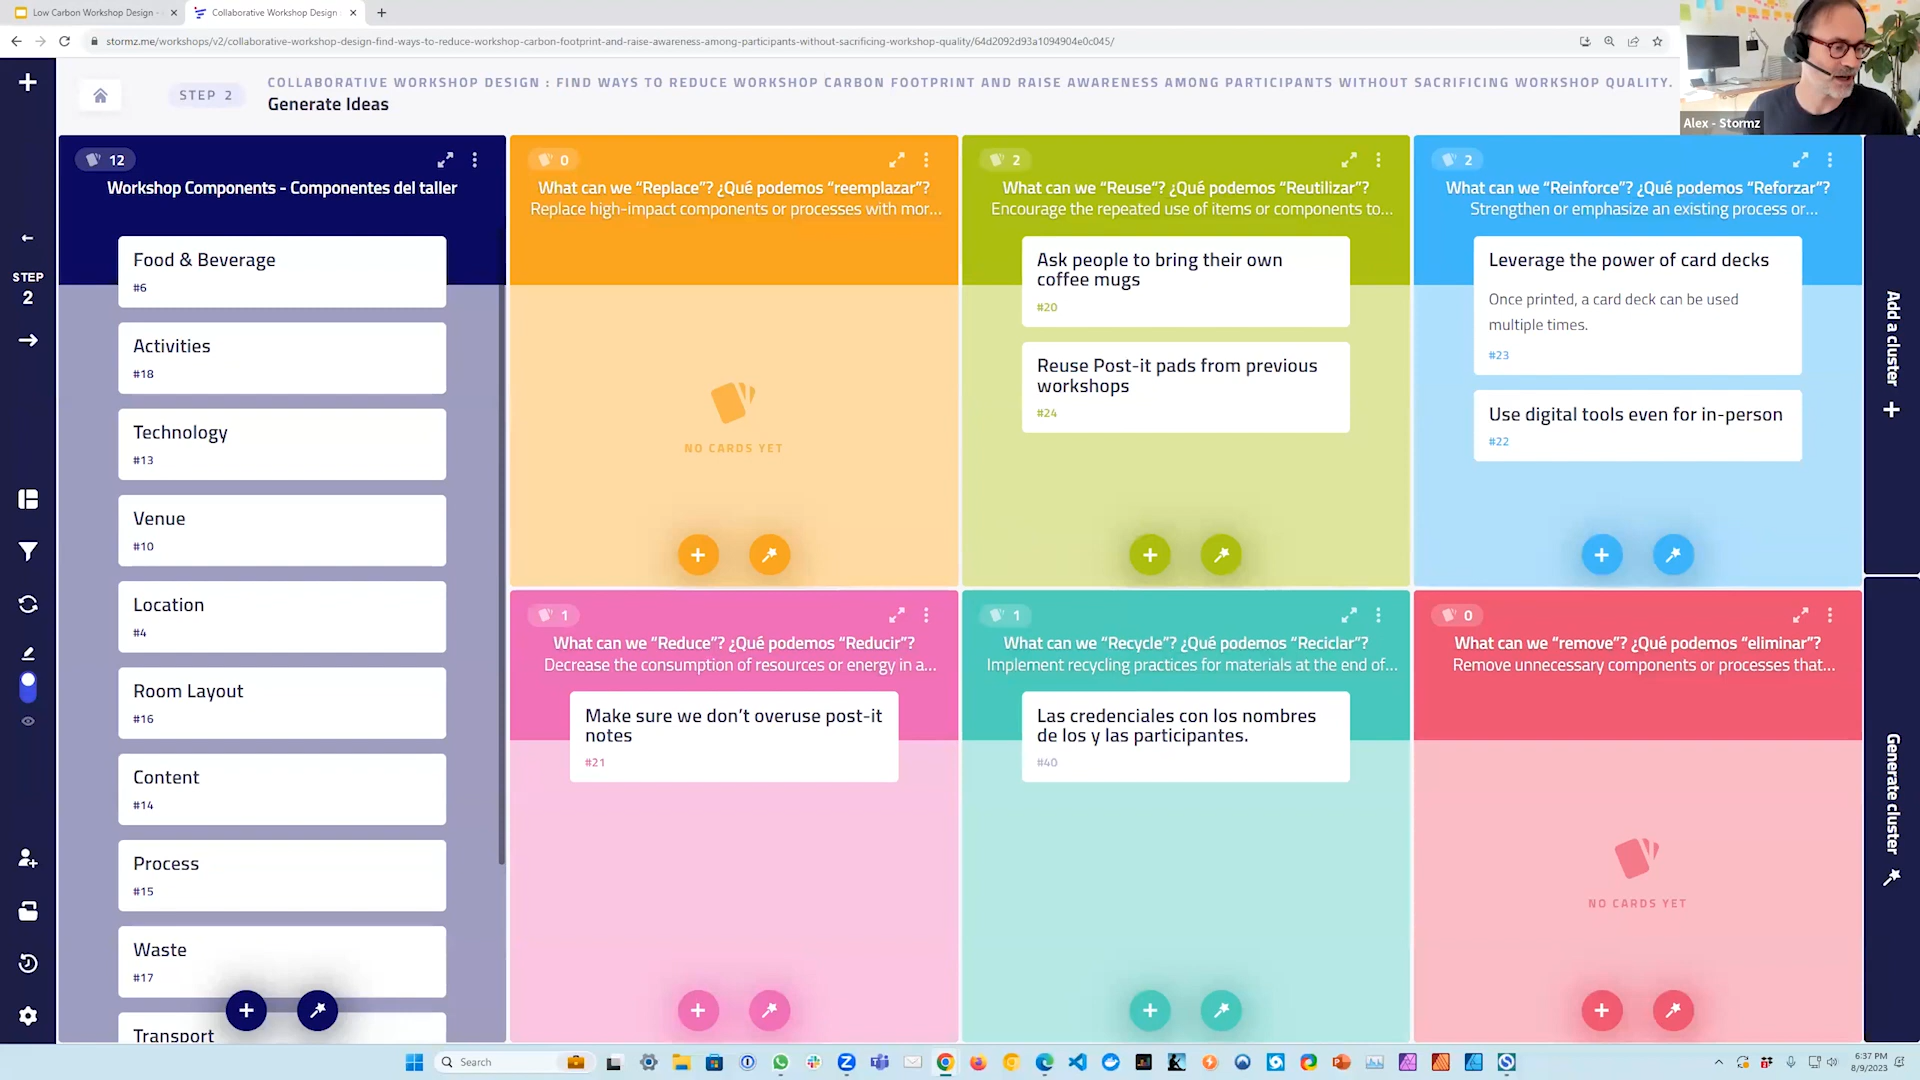 Low Carbon Workshop Design -
Collaborative Workshop Design
stormz.me/workshops/v2/collaborative-workshop-design-find-ways-to-reduce-workshop-carbon-footprint-and-raise-awareness-among-participants-without-sacrificing-workshop-quality/64d2092d93a1094904e0c045/
STEP 2
COLLABORATIVE WORKSHOP DESIGN : FIND WAYS TO REDUCE WORKSHOP CARBON FOOTPRINT AND RAISE AWARENESS AMONG PARTICIPANTS WITHOUT SACRIFICING WORKSHOP QUALITY.
Generate Ideas
Alex - Stormz
STEP
2
12
Workshop Components - Componentes del taller
Food & Beverage
#6
Activities
#18
Technology
#13
Venue
#10
Location
#4
Room Layout
#16
Content
#14
Process
#15
Waste
#17
Transport
0
What can we “Replace”? ¿Qué podemos “reemplazar”?
Replace high-impact components or processes with mor...
NO CARDS YET
2
What can we “Reuse“? ¿Qué podemos “Reutilizar”?
Encourage the repeated use of items or components to...
Ask people to bring their own
coffee mugs
#20
Reuse Post-it pads from previous
workshops
#24
2
What can we “Reinforce”? ¿Qué podemos “Reforzar”?
Strengthen or emphasize an existing process or...
Leverage the power of card decks
Once printed, a card deck can be used
multiple times.
#23
Use digital tools even for in-person
#22
1
What can we “Reduce”? ¿Qué podemos “Reducir”?
Decrease the consumption of resources or energy in a...
Make sure we don’t overuse post-it
notes
#21
1
What can we “Recycle”? ¿Qué podemos “Reciclar”?
Implement recycling practices for materials at the end of...
Las credenciales con los nombres
de los y las participantes.
#40
0
What can we “remove”? ¿Qué podemos “eliminar”?
Remove unnecessary components or processes that...
NO CARDS YET
Add a cluster
Generate cluster
Search
6:37 PM
8/9/2023